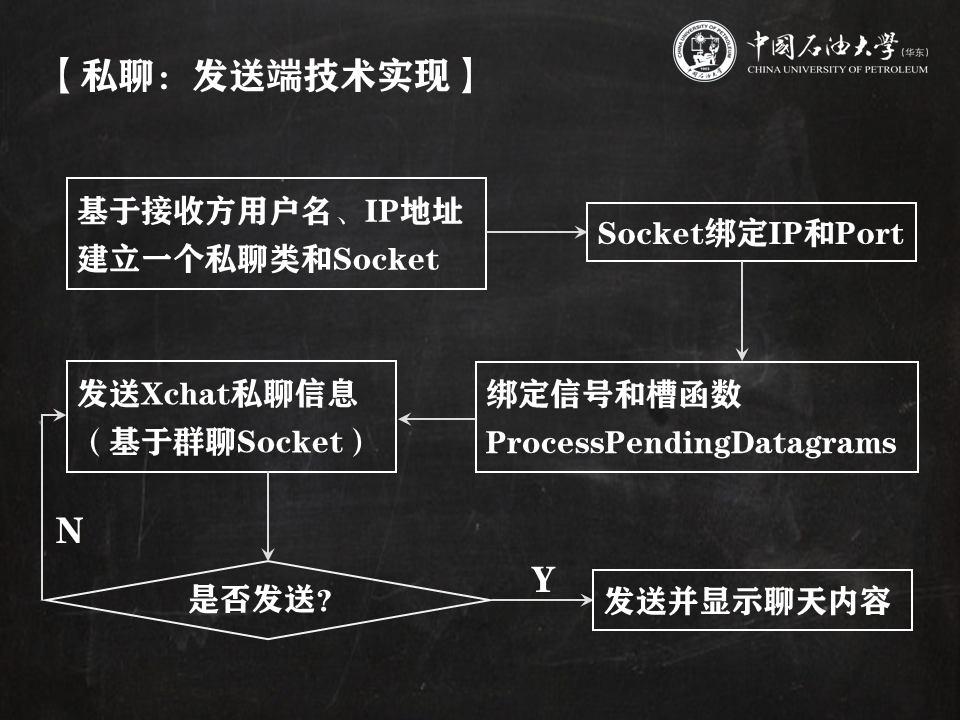 【私聊：发送端技术实现】
中国石油大学(华东)
CHINA UNIVERSITY OF PETROLEUM
基于接收方用户名、IP地址
建立一个私聊类和Socket
Socket绑定IP和Port
发送Xchat私聊信息
（基于群聊Socket）
绑定信号和槽函数
ProcessPendingDatagrams
N
是否发送?
Y
发送并显示聊天内容